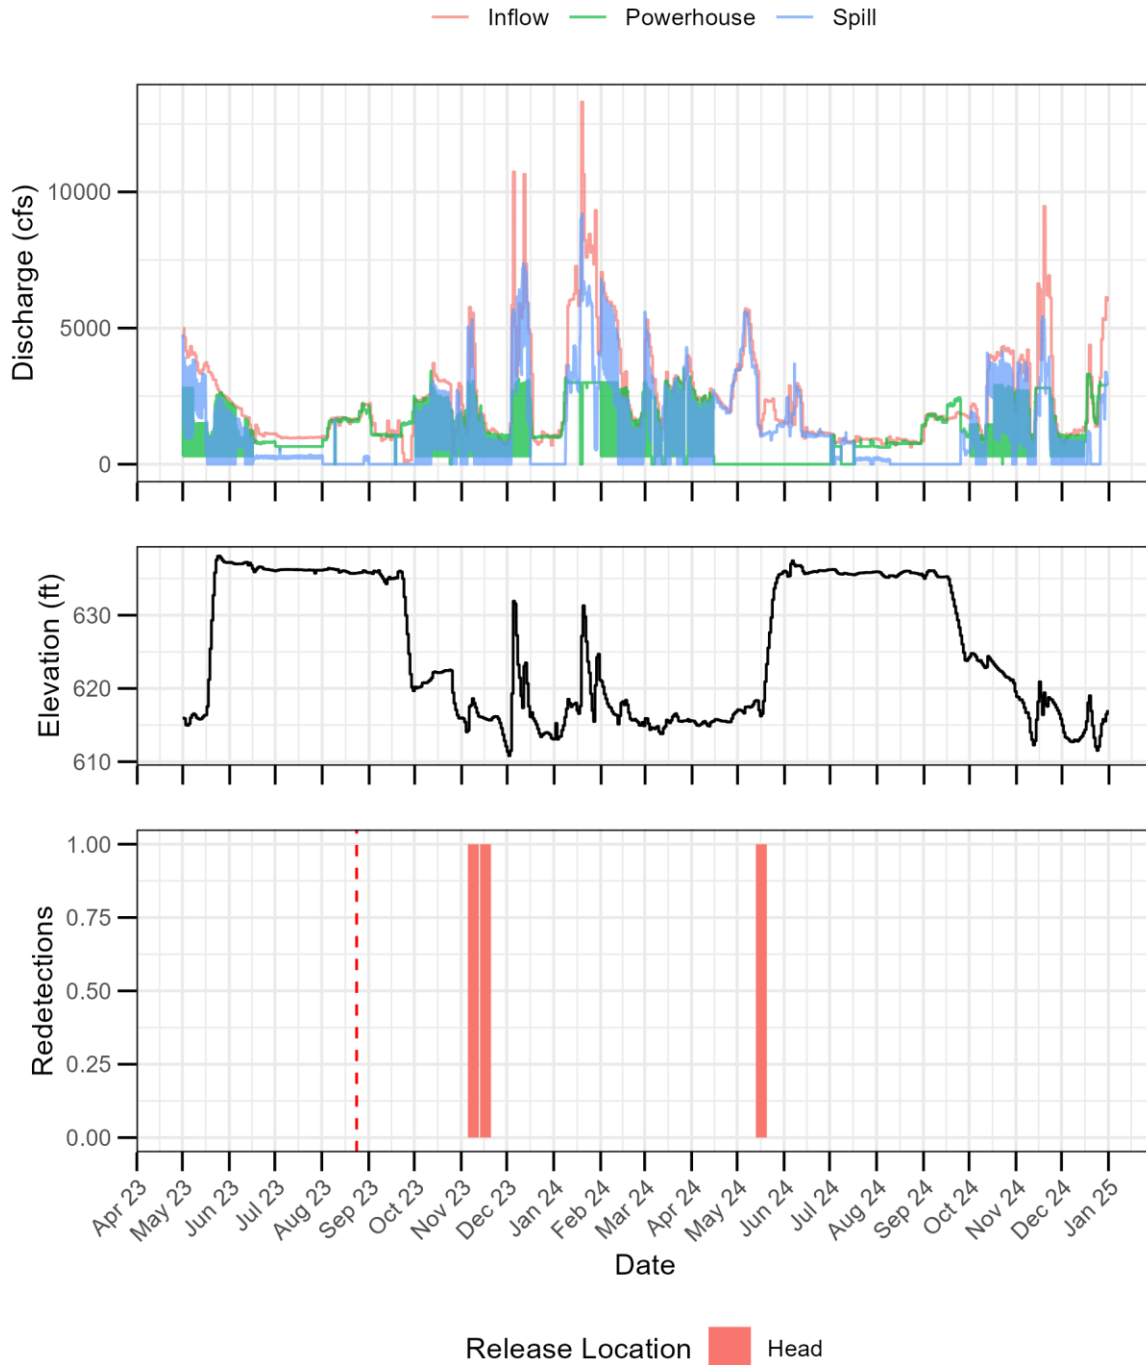 Inflow Powerhouse Spill
Discharge (cfs)
10000
5000
0
Elevation (ft)
630
620
610
Redetections
1.00
0.75
0.50
0.25
0.00
Apr 23 May 23 Jun 23 Jul 23 Aug 23 Sep 23 Oct 23 Nov 23 Dec 23 Jan 24 Feb 24 Mar 24 Apr 24 May 24 Jun 24 Jul 24 Aug 24 Sep 24 Oct 24 Nov 24 Dec 24 Jan 25
Date
Release Location Head